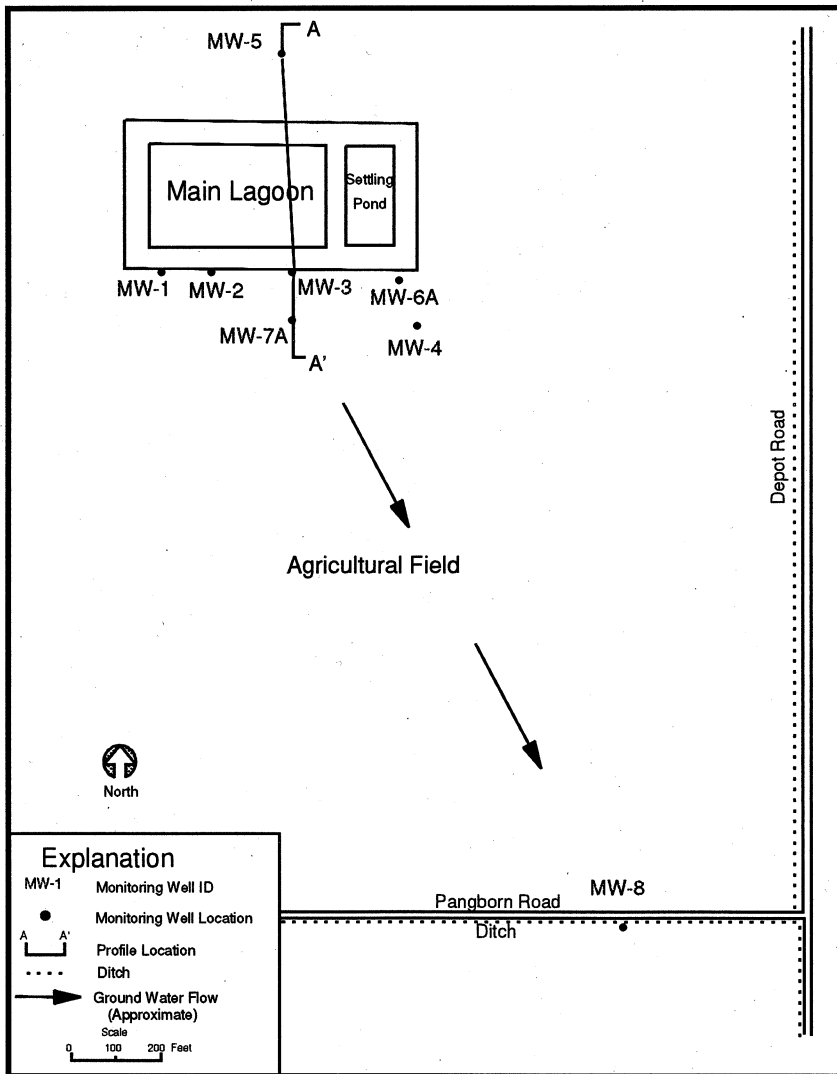 A
MW-5
Main Lagoon
Settling
Pond
MW-1
MW-2
MW-3
MW-6A
MW-7A
MW-4
A'
Depot Road
Agricultural Field
North
MW-8
Pangborn Road
Ditch
Explanation
MW-1 Monitoring Well ID
Monitoring Well Location
A A'
Profile Location
Ditch
Ground Water Flow
(Approximate)
Scale
0 100 200 Feet